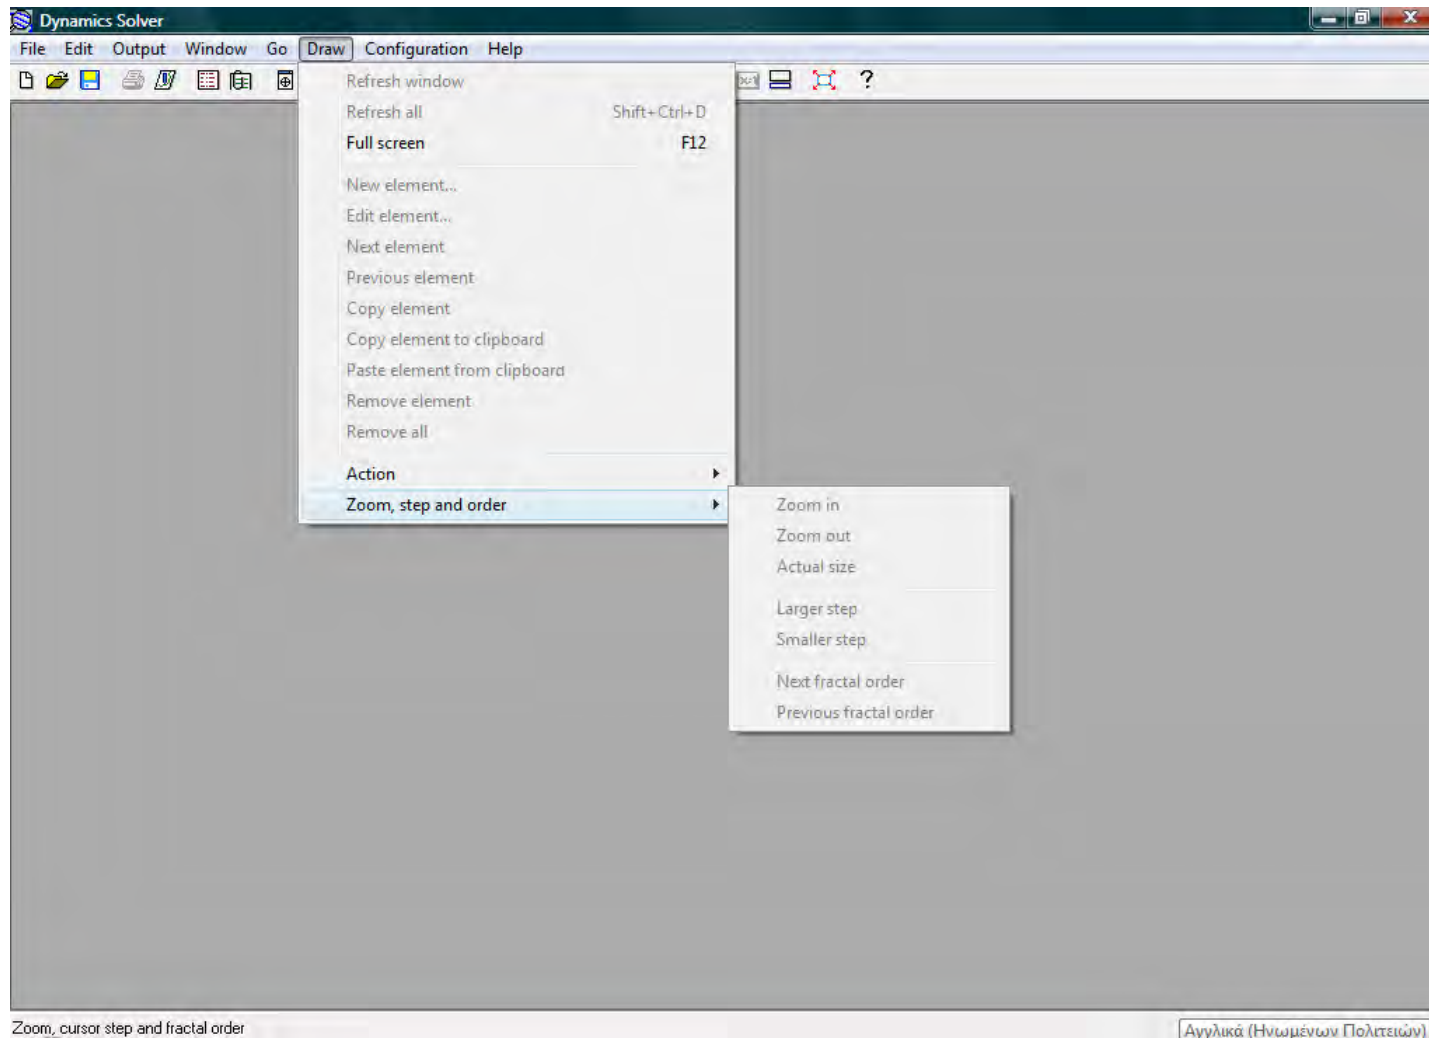 Dynamics Solver
File Edit Output Window Go Draw Configuration Help
Refresh window
Refresh all Shift+Ctrl+D
Full screen F12
New element...
Edit element...
Next element
Previous element
Copy element
Copy element to clipboard
Paste element from clipboard
Remove element
Remove all
Action
Zoom, step and order
Zoom in
Zoom out
Actual size
Larger step
Smaller step
Next fractal order
Previous fractal order
Zoom, cursor step and fractal order
Αγγλικά (Ηνωμένων Πολιτειών)